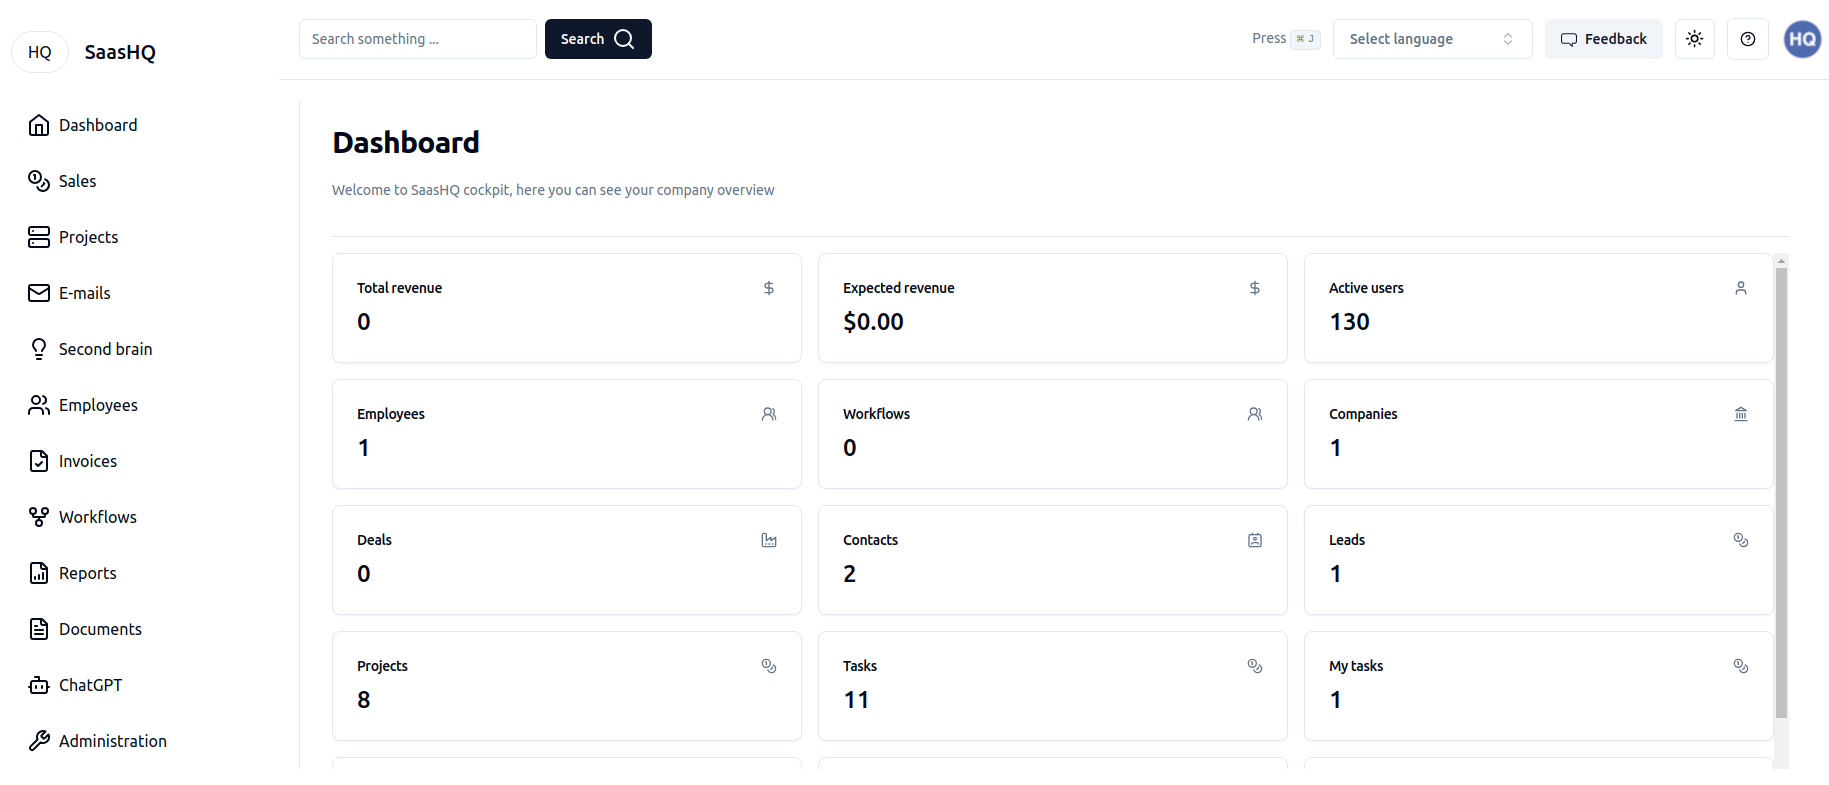 HQ SaasHQ
Search something ... Search Press ⌘ J Select language Feedback HQ
Dashboard
Sales
Projects
E-mails
Second brain
Employees
Invoices
Workflows
Reports
Documents
ChatGPT
Administration
Dashboard
Welcome to SaasHQ cockpit, here you can see your company overview
Total revenue
0
Expected revenue
$0.00
Active users
130
Employees
1
Workflows
0
Companies
1
Deals
0
Contacts
2
Leads
1
Projects
8
Tasks
11
My tasks
1